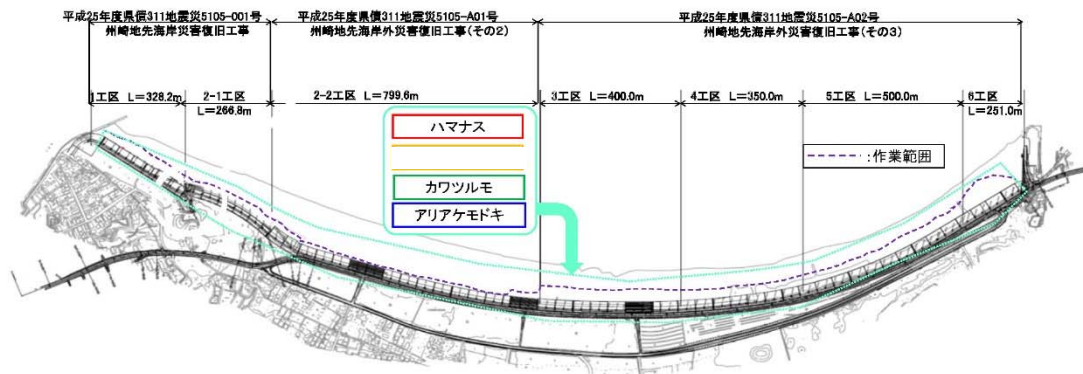 平成25年度県債311地震災5105-001号
州崎地先海岸災害復旧工事
平成25年度県債311地震災5105-A01号
州崎地先海岸外災害復旧工事(その2)
平成25年度県債311地震災5105-A02号
州崎地先海岸外災害復旧工事(その3)
1工区 L=328.2m
2-1工区
L=266.8m
2-2工区 L=799.6m
3工区 L=400.0m
4工区 L=350.0m
5工区 L=500.0m
6工区
L=251.0m
ハマナス
カワツルモ
アリアケモドキ
:作業範囲